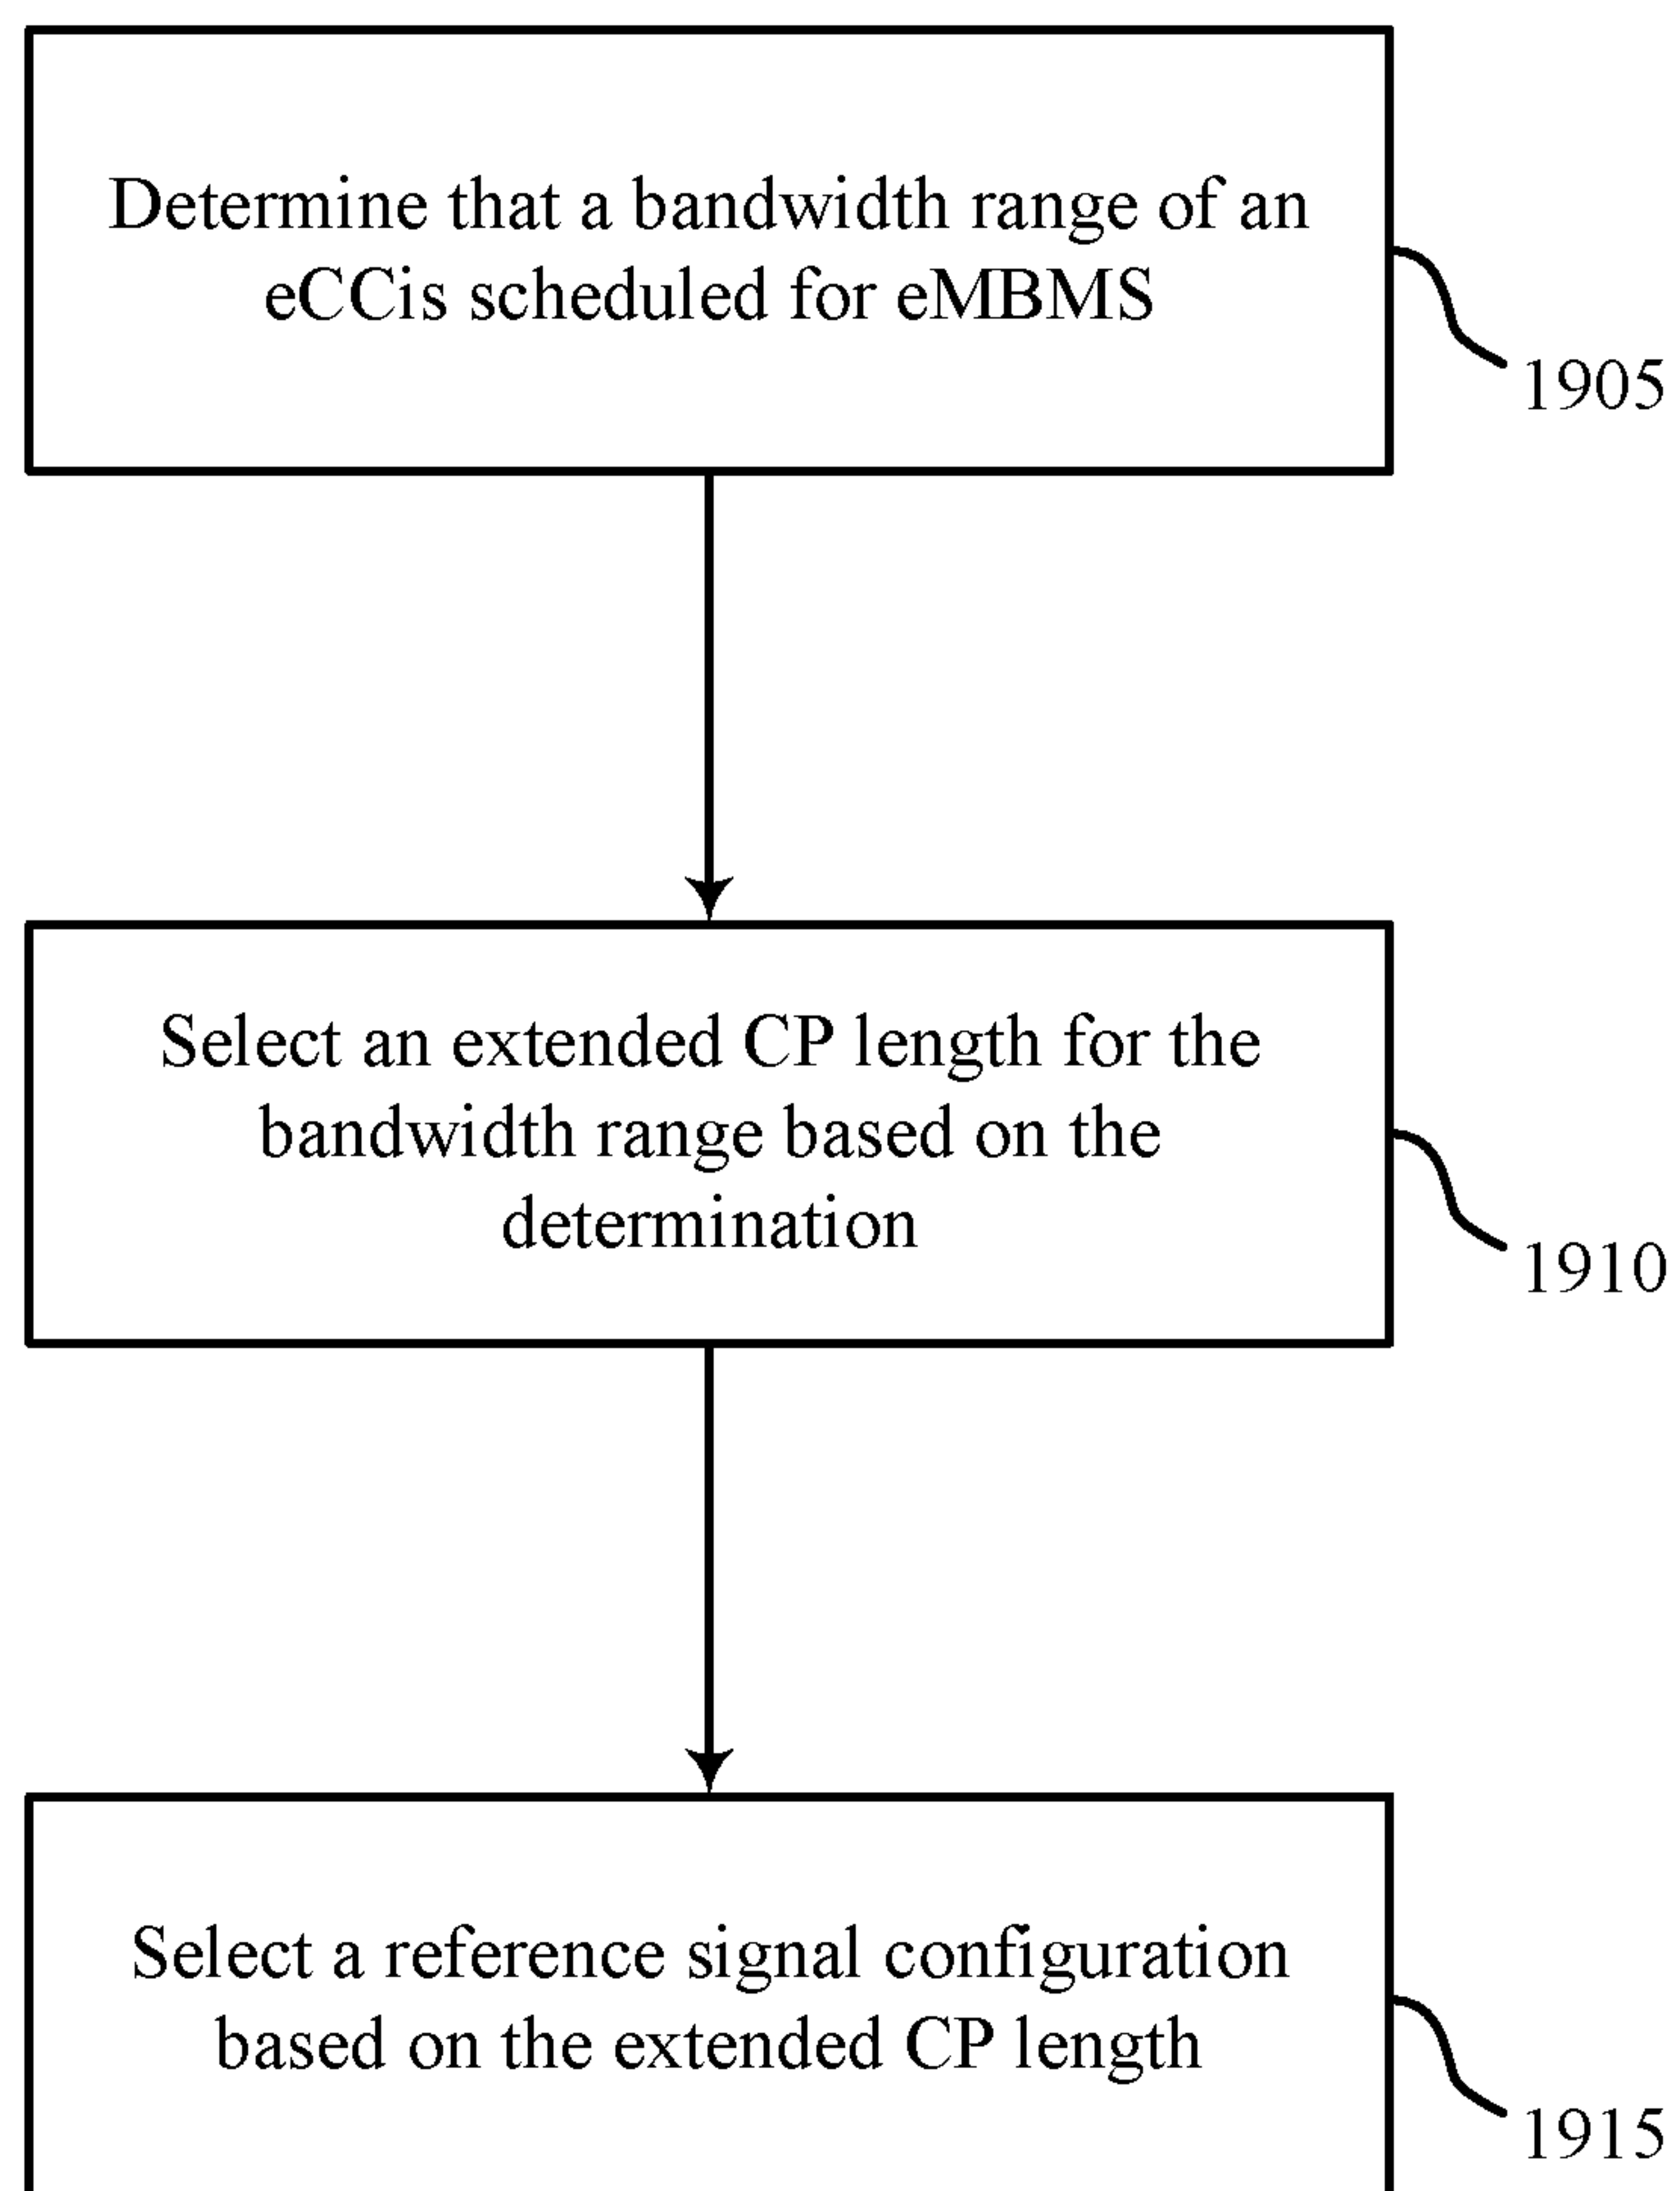 Determine that a bandwidth range of an
eCCis scheduled for eMBMS
1905
Select an extended CP length for the
bandwidth range based on the
determination
1910
Select a reference signal configuration
based on the extended CP length
1915